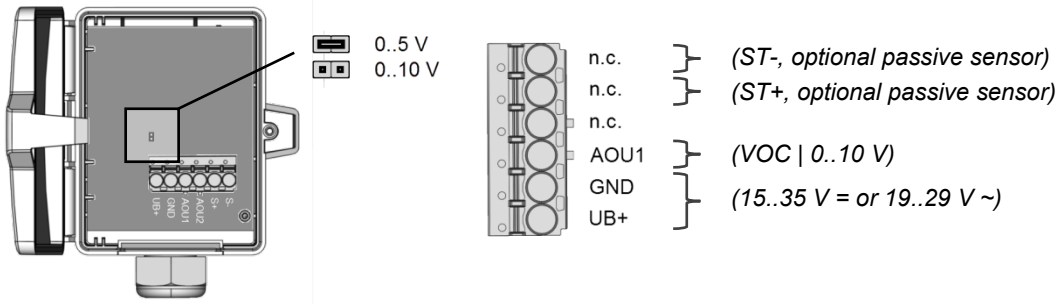 0..5 V
0..10 V
UB+
GND
AOU1
AOU2
S+
S-
n.c. (ST-, optional passive sensor)
n.c. (ST+, optional passive sensor)
n.c.
AOU1 (VOC | 0..10 V)
GND
UB+
(15..35 V = or 19..29 V ~)